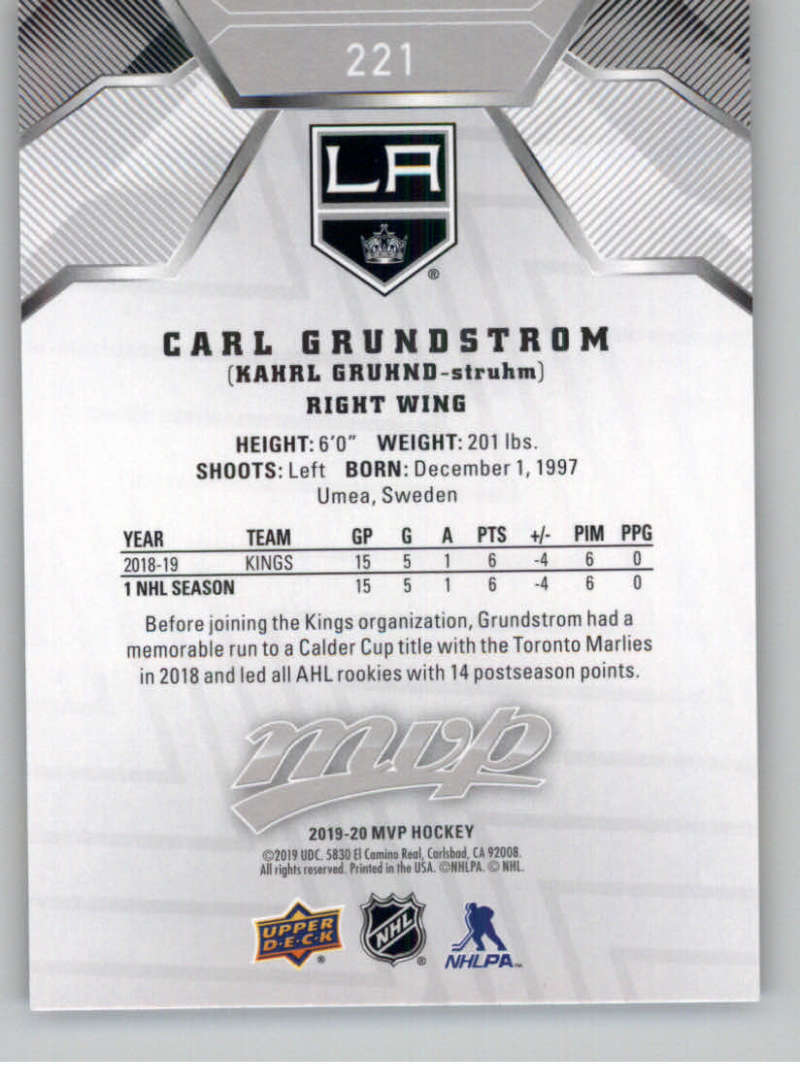 221
LA
®
CARL GRUNDSTROM
(KAHRL GRUHND-struhm)
RIGHT WING
HEIGHT: 6'0" WEIGHT: 201 lbs.
SHOOTS: Left BORN: December 1, 1997
Umea, Sweden
YEAR TEAM GP G A PTS +/- PIM PPG
2018-19 KINGS 15 5 1 6 -4 6 0
1 NHL SEASON 15 5 1 6 -4 6 0
Before joining the Kings organization, Grundstrom had a
memorable run to a Calder Cup title with the Toronto Marlies
in 2018 and led all AHL rookies with 14 postseason points.
mvp
2019-20 MVP HOCKEY
©2019 UDC. 5830 El Camino Real, Carlsbad, CA 92008.
All rights reserved. Printed in the USA. ©NHLPA. © NHL.
UPPER
D·E·C·K ®
NHL ®
NHLPA™